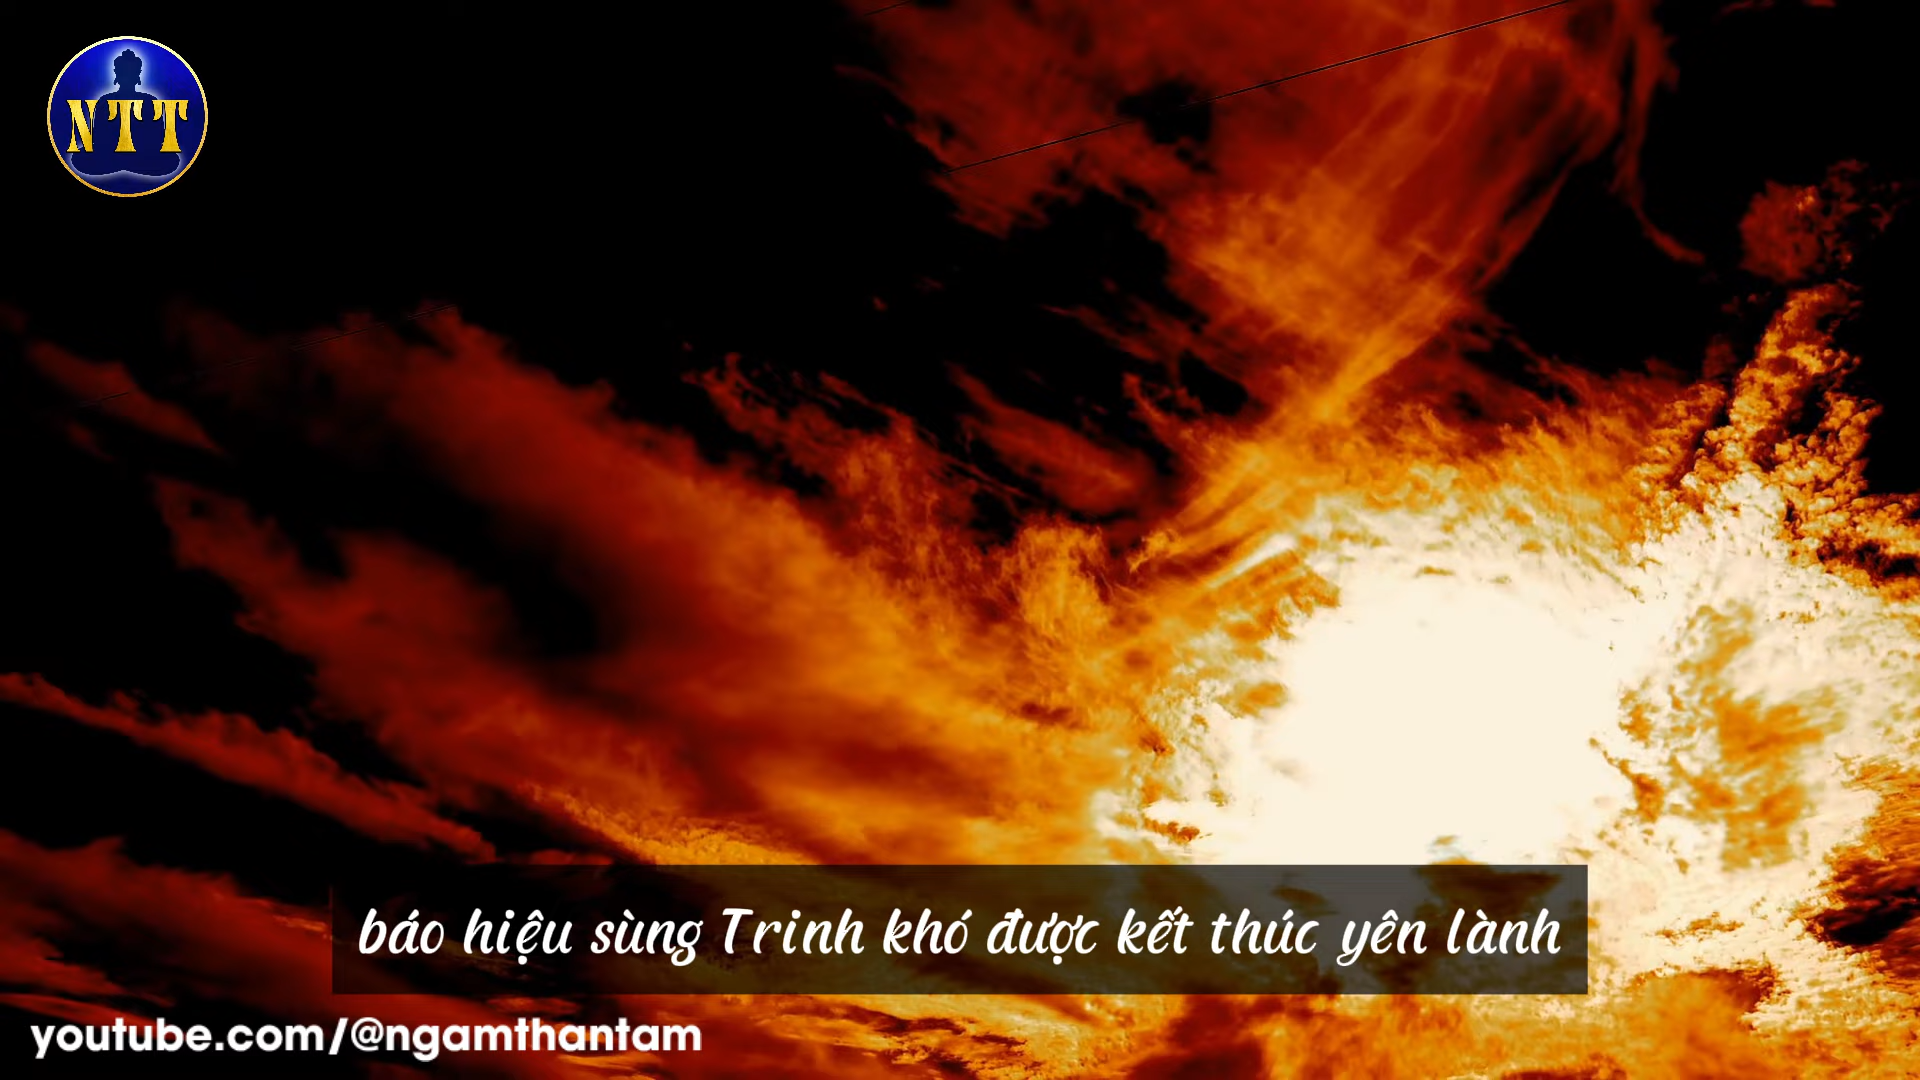 NTT
báo hiệu sùng Trinh khó được kết thúc yên lành
youtube.com/@ngamthantam